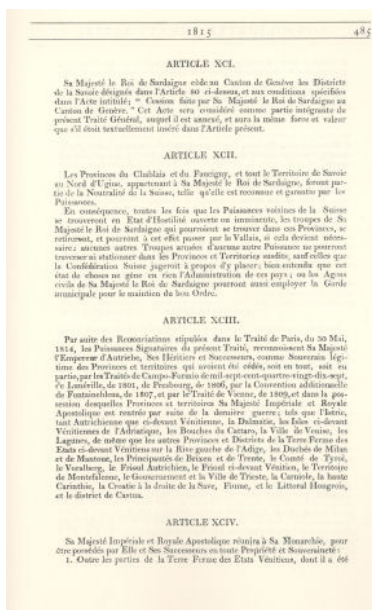 1815 485
ARTICLE XCI.
Sa Majesté le Roi de Sardaigne cède au Canton de Genève les Districts
de la Savoie désignés dans l'Article 80 ci-dessus, et aux conditions spécifiées
dans l'Acte intitulé: " Cession faite par Sa Majesté le Roi de Sardaigne au
Canton de Genève." Cet Acte sera considéré comme partie intégrante du
présent Traité Général, auquel il est annexé, et aura la même force et valeur
que s'il était textuellement inséré dans l'Article présent.
ARTICLE XCII.
Les Provinces du Chablais et du Faucigny, et tout le Territoire de Savoie
au Nord d'Ugine, appartenant à Sa Majesté le Roi de Sardaigne, feront par-
tie de la Neutralité de la Suisse, telle qu'elle est reconnue et garantie par les
Puissances.
En conséquence, toutes les fois que les Puissances voisines de la Suisse
se trouveront en Etat d'Hostilité ouverte ou imminente, les troupes de Sa
Majesté le Roi de Sardaigne qui pourroient se trouver dans ces Provinces, se
retireront, et pourront à cet effet passer par le Vallais, si cela devient néces-
saire; aucunes autres Troupes armées d'aucune autre Puissance ne pourront
traverser ni stationner dans les Provinces et Territoires susdits, sauf celles que
la Confédération Suisse jugeroit à propos d'y placer; bien entendu que cet
état de choses ne gêne en rien l'Administration de ces pays; ou les Agens
civils de Sa Majesté le Roi de Sardaigne pourront aussi employer la Garde
municipale pour le maintien du bon Ordre.
ARTICLE XCIII.
Par suite des Renonciations stipulées dans le Traité de Paris, du 30 Mai,
1814, les Puissances Signataires du présent Traité, reconnoissent Sa Majesté
l'Empereur d'Autriche, Ses Héritiers et Successeurs, comme Souverain légi-
time des Provinces et territoires qui avoient été cédés, soit en tout, soit en
partie, par les Traités de Campo-Formio de mil-sept-cent-quatre-vingt-dix-sept,
de Lunéville, de 1801, de Presbourg, de 1805, par la Convention additionnelle
de Fontainebleau, de 1807, et par le Traité de Vienne, de 1809, et dans la pos-
session desquelles Provinces et territoires Sa Majesté Impériale et Royale
Apostolique est rentrée par suite de la dernière guerre; tels que l'Istrie,
tant Autrichienne que ci-devant Vénitienne, la Dalmatie, les Isles ci-devant
Vénitiennes de l'Adriatique, les Bouches du Cattaro, la Ville de Venise, les
Lagunes, de même que les autres Provinces et Districts de la Terre Ferme des
Etats ci-devant Vénitiens sur la Rive gauche de l'Adige, les Duchés de Milan
et de Mantoue, les Principautés de Brixen et de Trente, le Comté de Tyrol,
le Voralberg, le Frioul Autrichien, le Frioul ci-devant Vénitien, le Territoire
de Montefalcone, le Gouvernement et la Ville de Trieste, la Carniole, la haute
Carinthie, la Croatie à la droite de la Save, Fiume, et le Littoral Hongrois,
et le district de Castua.
ARTICLE XCIV.
Sa Majesté Impériale et Royale Apostolique réunira à Sa Monarchie, pour
être possédés par Elle et Ses Successeurs en toute Propriété et Souveraineté:
1. Outre les parties de la Terre Ferme des Etats Vénitiens, dont il a été